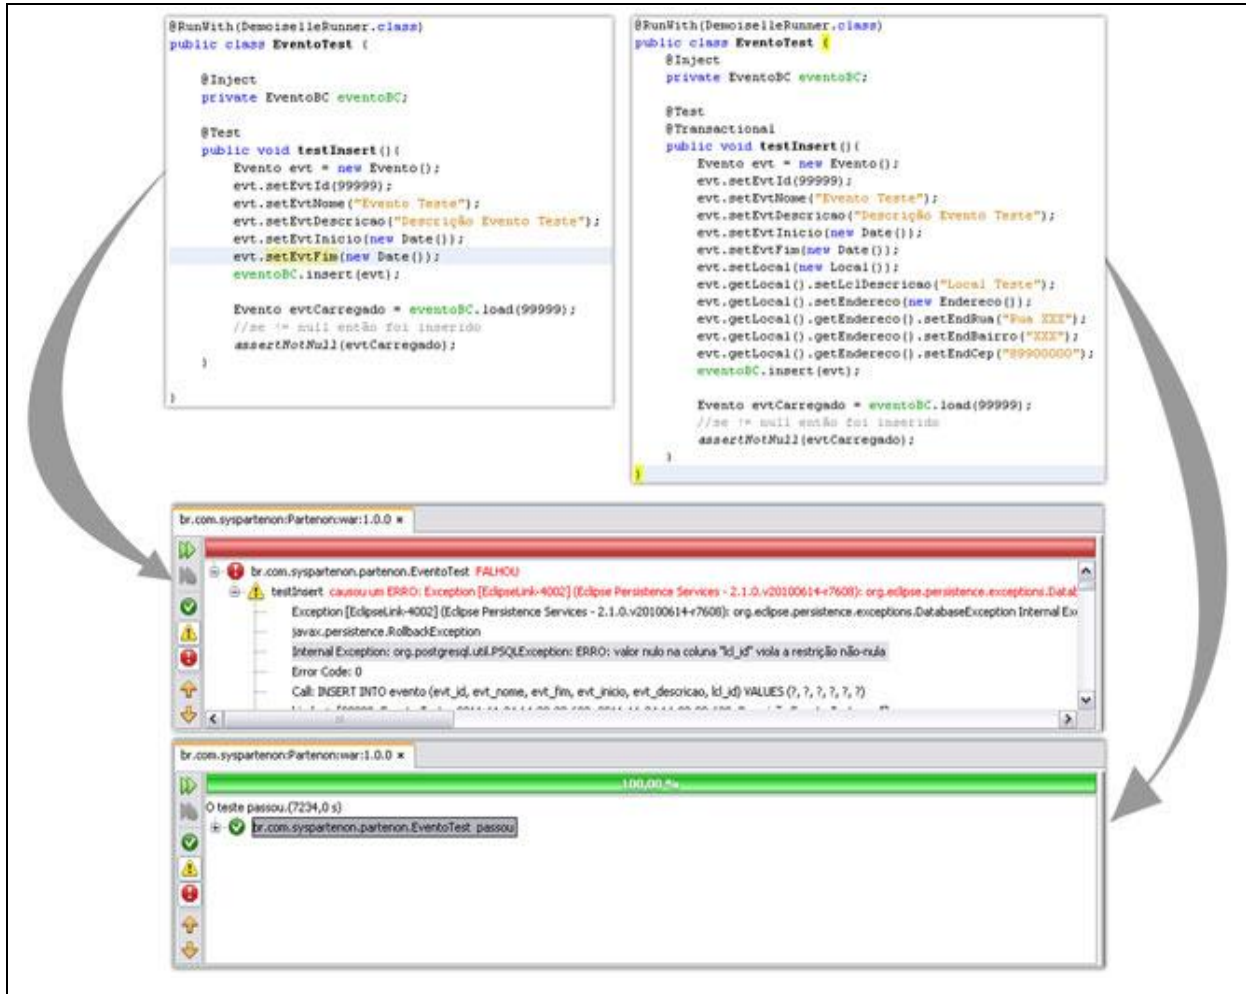 @RunWith(DemoiselleRunner.class)
public class EventoTest {
@Inject
private EventoBC eventoBC;
@Test
public void testInsert(){
Evento evt = new Evento();
evt.setEvtId(99999);
evt.setEvtNome("Evento Teste");
evt.setEvtDescricao("Descrição Evento Teste");
evt.setEvtInicio(new Date());
evt.setEvtFim(new Date());
eventoBC.insert(evt);
Evento evtCarregado = eventoBC.load(99999);
//se != null então foi inserido
assertNotNull(evtCarregado);
}
}
@RunWith(DemoiselleRunner.class)
public class EventoTest {
@Inject
private EventoBC eventoBC;
@Test
@Transactional
public void testInsert(){
Evento evt = new Evento();
evt.setEvtId(99999);
evt.setEvtNome("Evento Teste");
evt.setEvtDescricao("Descrição Evento Teste");
evt.setEvtInicio(new Date());
evt.setEvtFim(new Date());
evt.setLocal(new Local());
evt.getLocal().setLclDescricao("Local Teste");
evt.getLocal().setEndereco(new Endereco());
evt.getLocal().getEndereco().setEndRua("Rua XXX");
evt.getLocal().getEndereco().setEndBairro("XXX");
evt.getLocal().getEndereco().setEndCep("89900000");
eventoBC.insert(evt);
Evento evtCarregado = eventoBC.load(99999);
//se != null então foi inserido
assertNotNull(evtCarregado);
}
}
br.com.syspartenon:Partenon:war:1.0.0
br.com.syspartenon.partenon.EventoTest FALHOU
testInsert causou um ERRO: Exception [EclipseLink-4002] (Eclipse Persistence Services - 2.1.0.v20100614-r7608): org.eclipse.persistence.exceptions.Datab
Exception [EclipseLink-4002] (Eclipse Persistence Services - 2.1.0.v20100614-r7608): org.eclipse.persistence.exceptions.DatabaseException Internal Ex
javax.persistence.RollbackException
Internal Exception: org.postgresql.util.PSQLException: ERRO: valor nulo na coluna "lcl_id" viola a restrição não-nula
Error Code: 0
Call: INSERT INTO evento (evt_id, evt_nome, evt_fim, evt_inicio, evt_descricao, lcl_id) VALUES (?, ?, ?, ?, ?, ?)
br.com.syspartenon:Partenon:war:1.0.0
100,00 %
O teste passou.(7234,0 s)
br.com.syspartenon.partenon.EventoTest passou